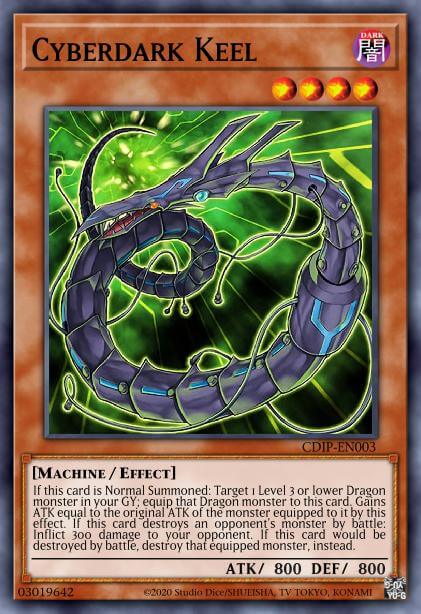 CYBERDARK KEEL
DARK
闇
CDIP-EN003
[MACHINE / EFFECT]
If this card is Normal Summoned: Target 1 Level 3 or lower Dragon
monster in your GY; equip that Dragon monster to this card. Gains
ATK equal to the original ATK of the monster equipped to it by this
effect. If this card destroys an opponent's monster by battle:
Inflict 300 damage to your opponent. If this card would
be destroyed by battle, destroy that equipped monster, instead.
ATK/ 800 DEF/ 800
03019642
©2020 Studio Dice/SHUEISHA, TV TOKYO, KONAMI